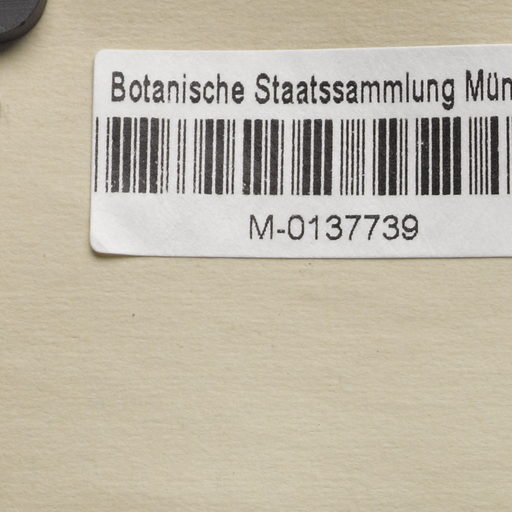 Botanische Staatssammlung Mün
M-0137739